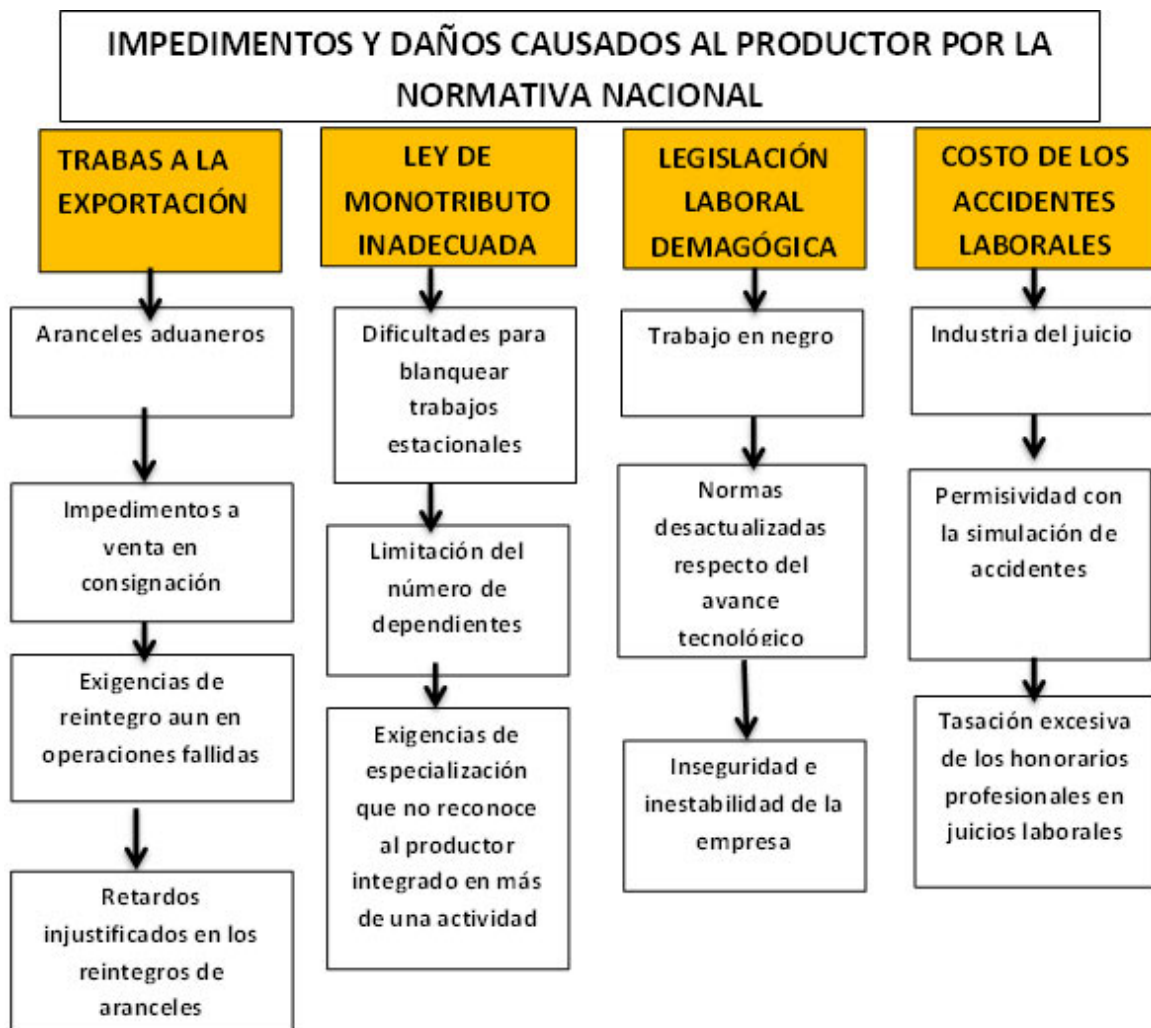 IMPEDIMENTOS Y DAÑOS CAUSADOS AL PRODUCTOR POR LA
NORMATIVA NACIONAL
TRABAS A LA
EXPORTACIÓN
Aranceles aduaneros
Impedimentos a
venta en
consignación
Exigencias de
reintegro aun en
operaciones fallidas
Retardos
injustificados en los
reintegros de
aranceles
LEY DE
MONOTRIBUTO
INADECUADA
Dificultades para
blanquear
trabajos
estacionales
Limitación del
número de
dependientes
Exigencias de
especialización
que no reconoce
al productor
integrado en más
de una actividad
LEGISLACIÓN
LABORAL
DEMAGÓGICA
Trabajo en negro
Normas
desactualizadas
respecto del
avance
tecnológico
Inseguridad e
inestabilidad de la
empresa
COSTO DE LOS
ACCIDENTES
LABORALES
Industria del juicio
Permisividad con
la simulación de
accidentes
Tasación excesiva
de los honorarios
profesionales en
juicios laborales